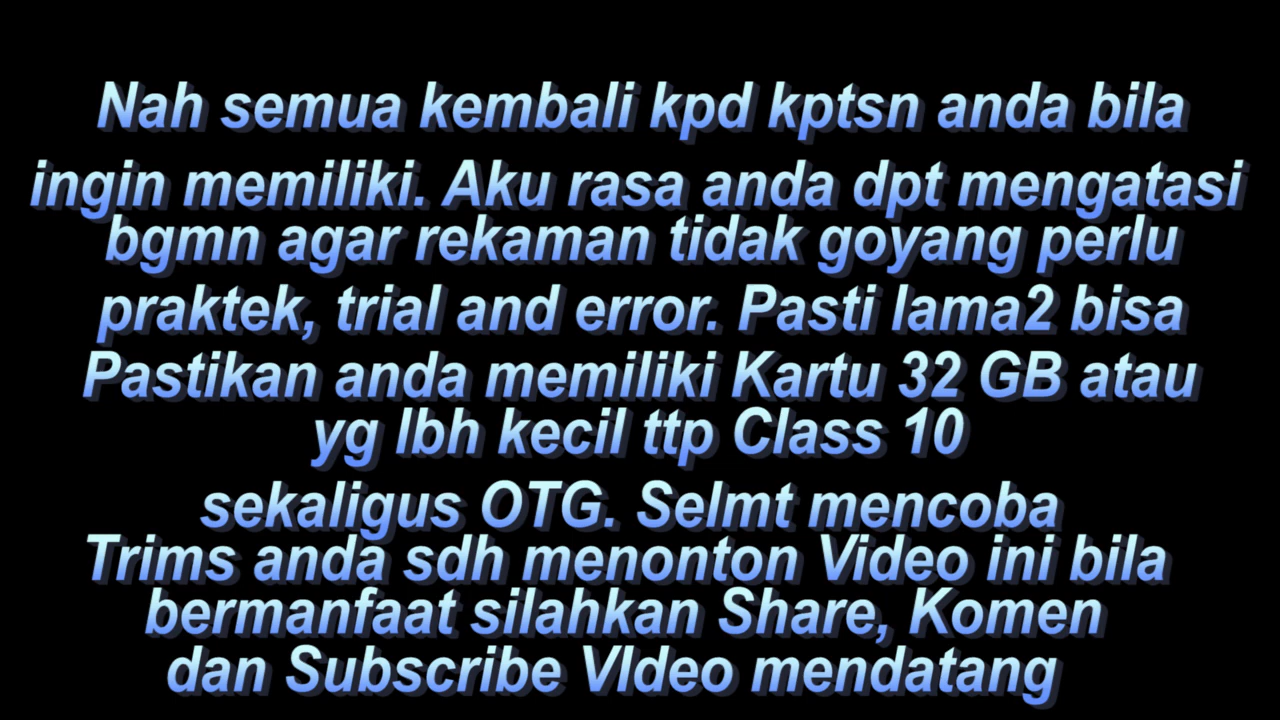 Nah semua kembali kpd kptsn anda bila
ingin memiliki. Aku rasa anda dpt mengatasi
bgmn agar rekaman tidak goyang perlu
praktek, trial and error. Pasti lama2 bisa
Pastikan anda memiliki Kartu 32 GB atau
yg lbh kecil ttp Class 10
sekaligus OTG. Selmt mencoba
Trims anda sdh menonton Video ini bila
bermanfaat silahkan Share, Komen
dan Subscribe VIdeo mendatang